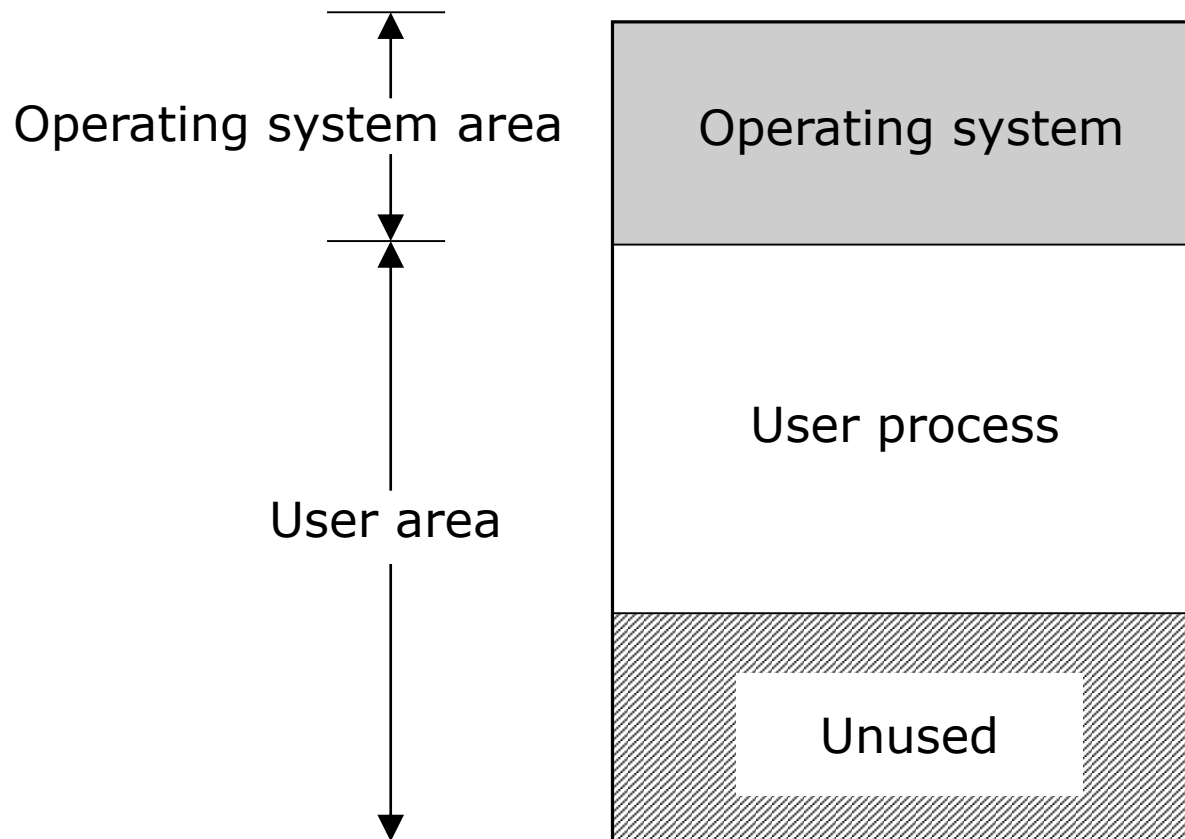 Operating system area
Operating system
User process
User area
Unused